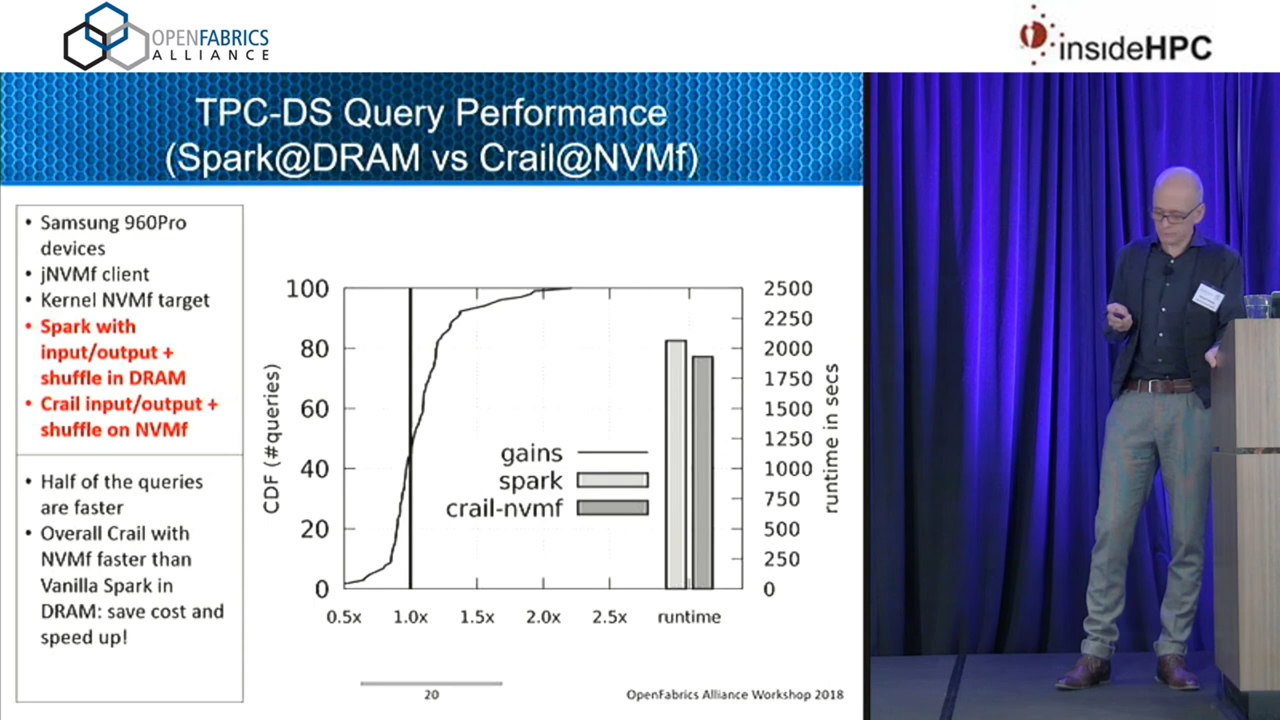 OPENFABRICS
ALLIANCE
insideHPC
TPC-DS Query Performance
(Spark@DRAM vs Crail@NVMf)
• Samsung 960Pro
devices
• jNVMf client
• Kernel NVMf target
• Spark with
input/output +
shuffle in DRAM
• Crail input/output +
shuffle on NVMf
• Half of the queries
are faster
• Overall Crail with
NVMf faster than
Vanilla Spark in
DRAM: save cost and
speed up!
CDF (#queries)
100
80
60
40
20
0
gains
spark
crail-nvmf
2500
2250
2000
1750
1500
1250
1000
750
500
250
0
runtime in secs
0.5x 1.0x 1.5x 2.0x 2.5x runtime
20
OpenFabrics Alliance Workshop 2018